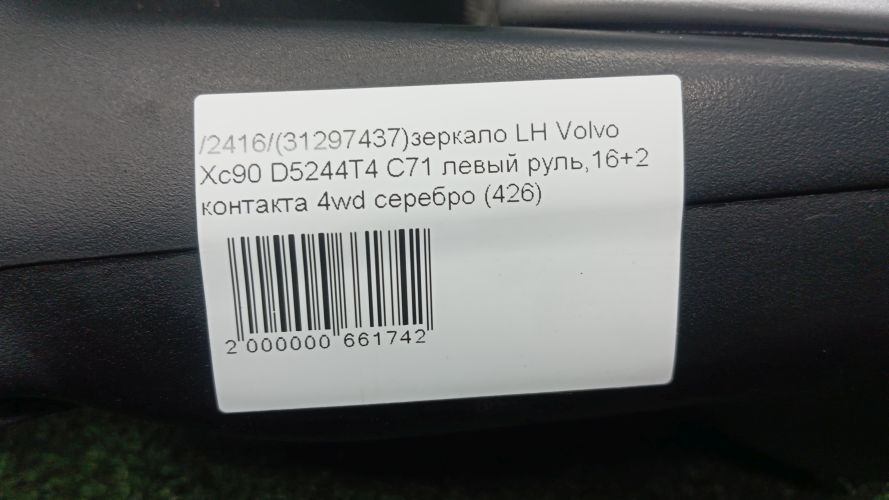 /2416/(31297437)зеркало LH Volvo
Xc90 D5244T4 C71 левый руль,16+2
контакта 4wd серебро (426)
2 000000 661742